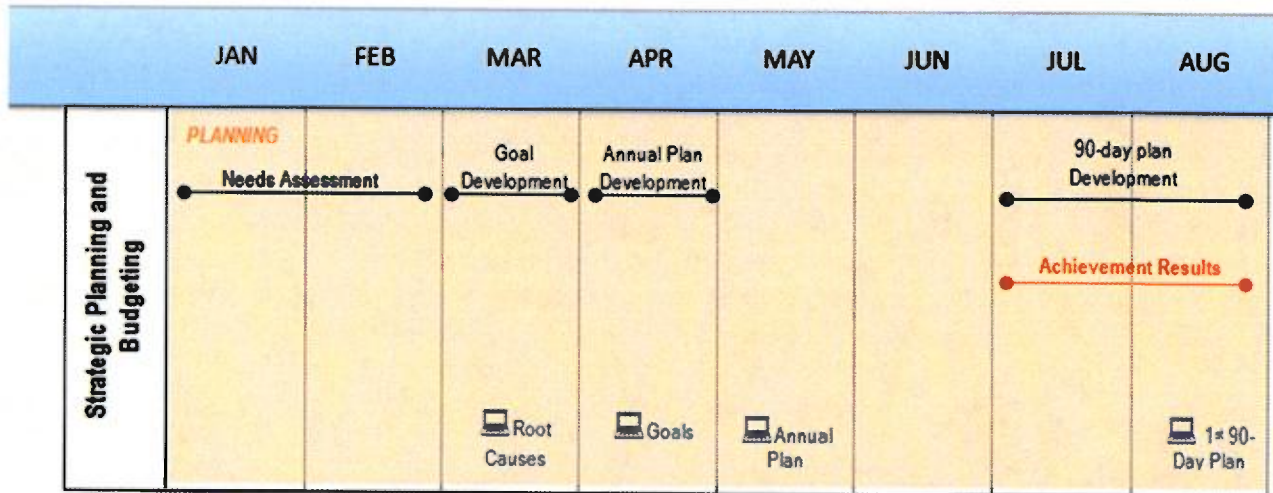 JAN FEB MAR APR MAY JUN JUL AUG
Strategic Planning and
Budgeting
PLANNING
Needs Assessment
Goal
Development
Annual Plan
Development
90-day plan
Development
Achievement Results
Root
Causes
Goals
Annual
Plan
1st 90-
Day Plan